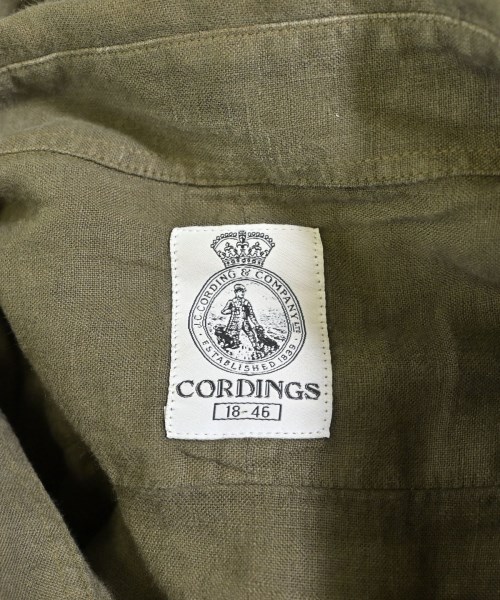 J.C. CORDING & COMPANY LTD
ESTABLISHED 1839
CORDINGS
18-46